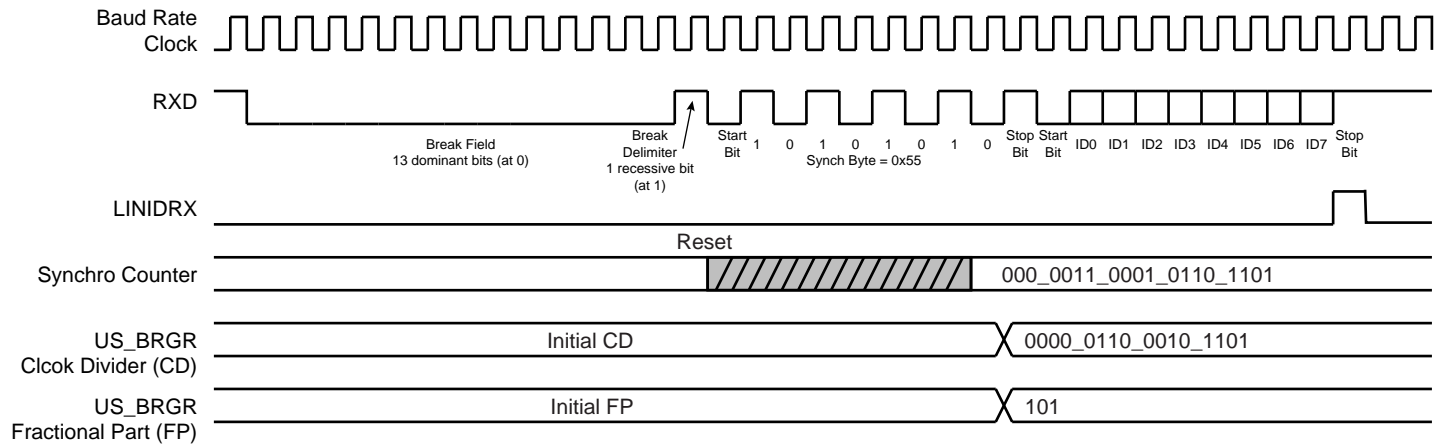 Baud Rate
Clock
RXD
Break Field
13 dominant bits (at 0)
Break
Delimiter
1 recessive bit
(at 1)
Start
Bit
1 0 1 0 1 0 1 0
Synch Byte = 0x55
Stop
Bit
Start
Bit
ID0 ID1 ID2 ID3 ID4 ID5 ID6 ID7
Stop
Bit
LINIDRX
Reset
Synchro Counter
000_0011_0001_0110_1101
US_BRGR
Clcok Divider (CD)
Initial CD
0000_0110_0010_1101
US_BRGR
Fractional Part (FP)
Initial FP
101